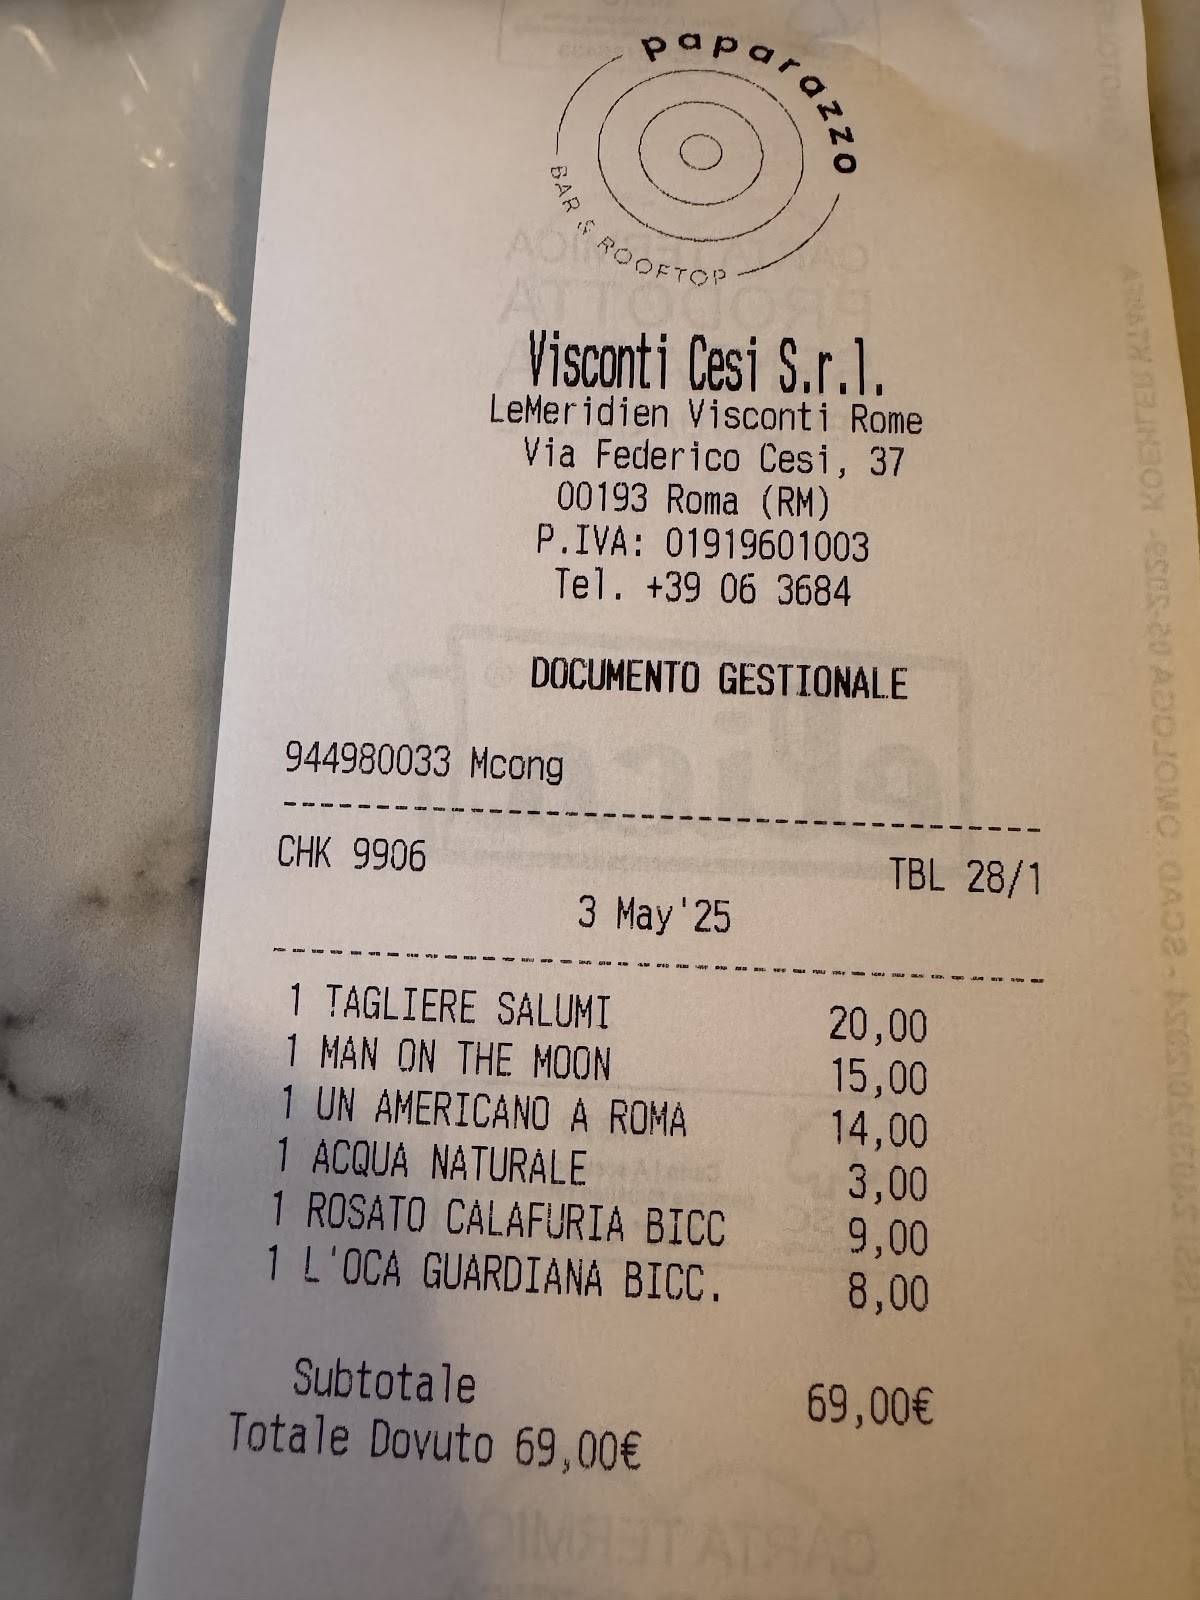 paparazzo
BAR & ROOFTOP
Visconti Cesi S.r.l.
LeMeridien Visconti Rome
Via Federico Cesi, 37
00193 Roma (RM)
P.IVA: 01919601003
Tel. +39 06 3684
DOCUMENTO GESTIONALE
944980033 Mcong
CHK 9906 TBL 28/1
3 May'25
1 TAGLIERE SALUMI 20,00
1 MAN ON THE MOON 15,00
1 UN AMERICANO A ROMA 14,00
1 ACQUA NATURALE 3,00
1 ROSATO CALAFURIA BICC 9,00
1 L'OCA GUARDIANA BICC. 8,00
Subtotale 69,00€
Totale Dovuto 69,00€
CARTA TERMICA